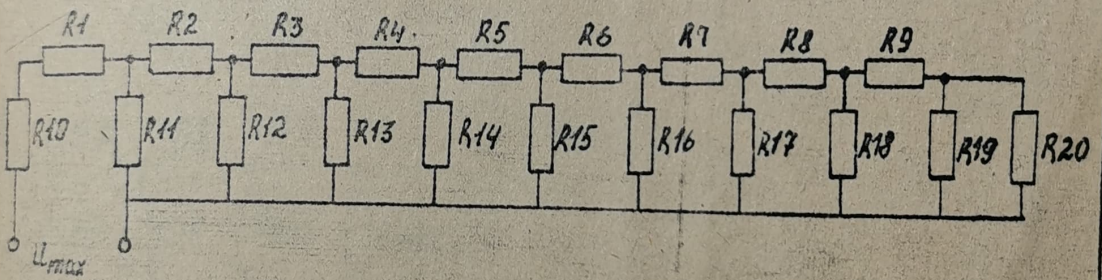 R1 R2 R3 R4 R5 R6 R7 R8 R9
R10 R11 R12 R13 R14 R15 R16 R17 R18 R19 R20
Umax